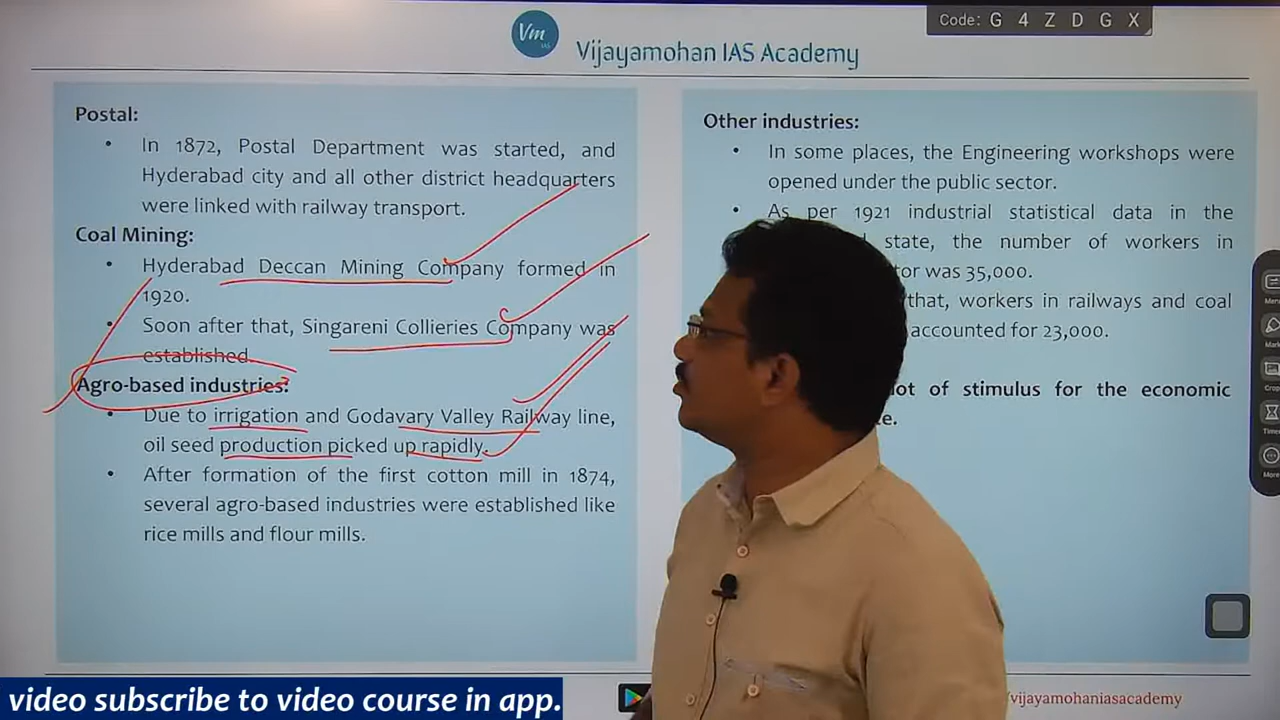 Code: G 4 Z D G X
Vm
IAS
Vijayamohan IAS Academy
Postal:
• In 1872, Postal Department was started, and
Hyderabad city and all other district headquarters
were linked with railway transport.
Coal Mining:
• Hyderabad Deccan Mining Company formed in
1920.
• Soon after that, Singareni Collieries Company was
established.
Agro-based industries:
• Due to irrigation and Godavary Valley Railway line,
oil seed production picked up rapidly.
• After formation of the first cotton mill in 1874,
several agro-based industries were established like
rice mills and flour mills.
Other industries:
• In some places, the Engineering workshops were
opened under the public sector.
• As per 1921 industrial statistical data in the
state, the number of workers in
was 35,000.
that, workers in railways and coal
accounted for 23,000.
lot of stimulus for the economic
/vijayamohaniasacademy
video subscribe to video course in app.